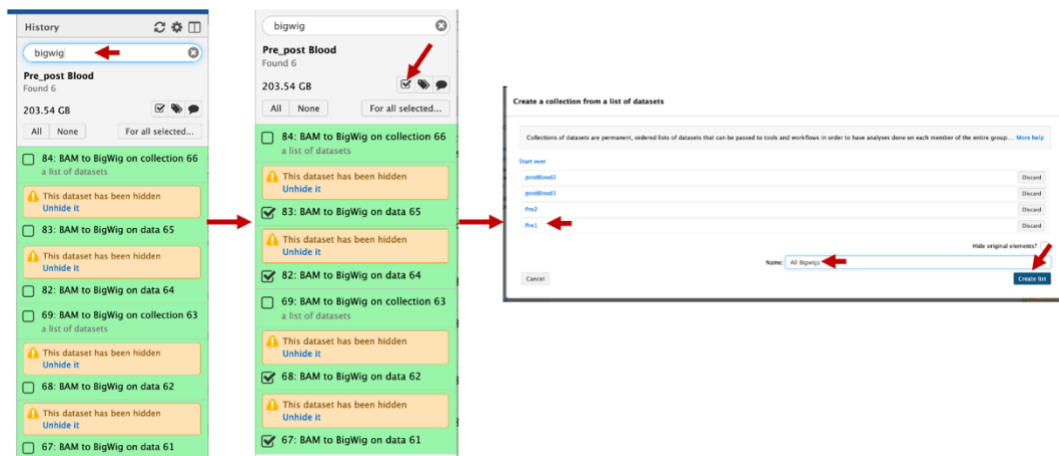 History
bigwig
Pre_post Blood
Found 6
203.54 GB
All None For all selected...
84: BAM to BigWig on collection 66
a list of datasets
This dataset has been hidden
Unhide it
83: BAM to BigWig on data 65
This dataset has been hidden
Unhide it
82: BAM to BigWig on data 64
69: BAM to BigWig on collection 63
a list of datasets
This dataset has been hidden
Unhide it
68: BAM to BigWig on data 62
This dataset has been hidden
Unhide it
67: BAM to BigWig on data 61
bigwig
Pre_post Blood
Found 6
203.54 GB
All None For all selected...
84: BAM to BigWig on collection 66
a list of datasets
This dataset has been hidden
Unhide it
83: BAM to BigWig on data 65
This dataset has been hidden
Unhide it
82: BAM to BigWig on data 64
69: BAM to BigWig on collection 63
a list of datasets
This dataset has been hidden
Unhide it
68: BAM to BigWig on data 62
This dataset has been hidden
Unhide it
67: BAM to BigWig on data 61
Create a collection from a list of datasets
Collections of datasets are permanent, ordered lists of datasets that can be passed to tools and workflows in order to have analyses done on each member of the entire group.... More help
Start over
postBlood2 Discard
postBlood1 Discard
Pre2 Discard
Pre1 Discard
Hide original elements?
Name: All Bigwigs
Cancel Create list